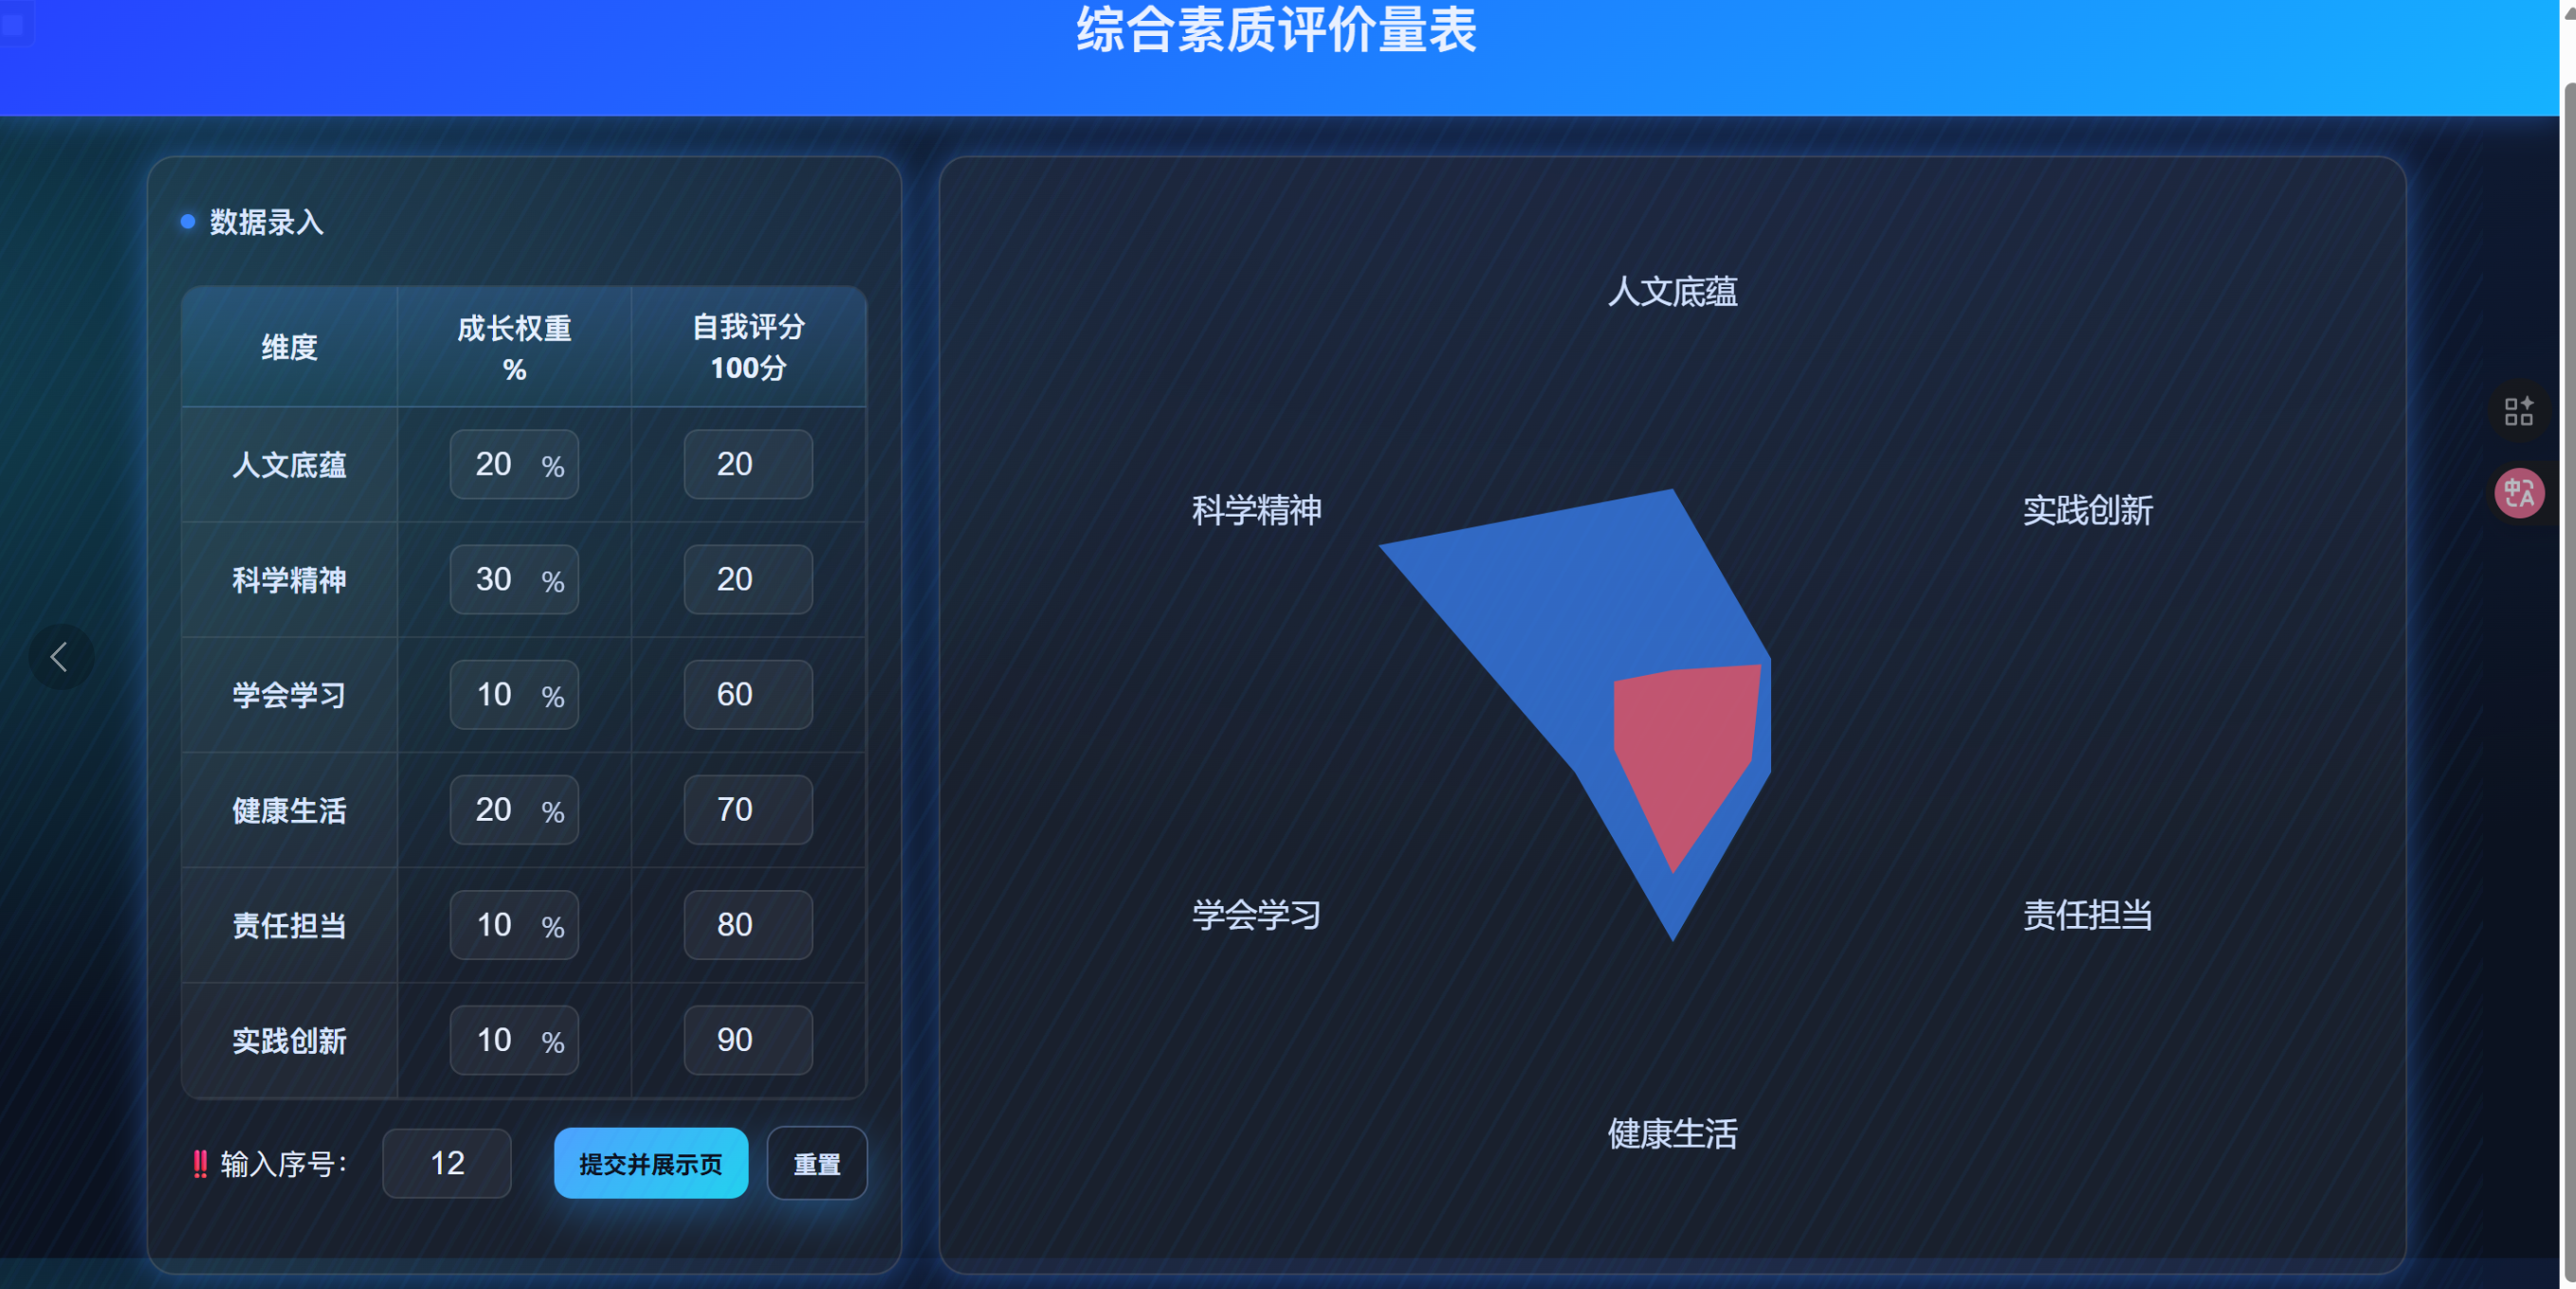 综合素质评价量表
数据录入
维度
成长权重
%
自我评分
100分
人文底蕴
20 %
20
科学精神
30 %
20
学会学习
10 %
60
健康生活
20 %
70
责任担当
10 %
80
实践创新
10 %
90
‼ 输入序号：
12
提交并展示页
重置
人文底蕴
科学精神
实践创新
学会学习
责任担当
健康生活
中A